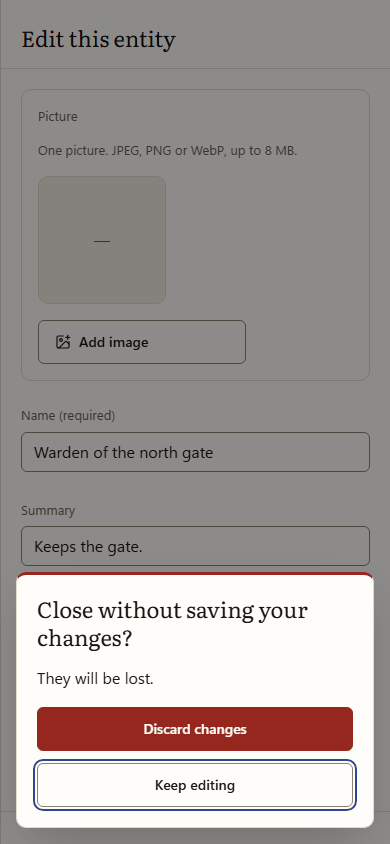 Edit this entity
Picture
One picture. JPEG, PNG or WebP, up to 8 MB.
—
Add image
Name (required)
Warden of the north gate
Summary
Keeps the gate.
Close without saving your
changes?
They will be lost.
Discard changes
Keep editing